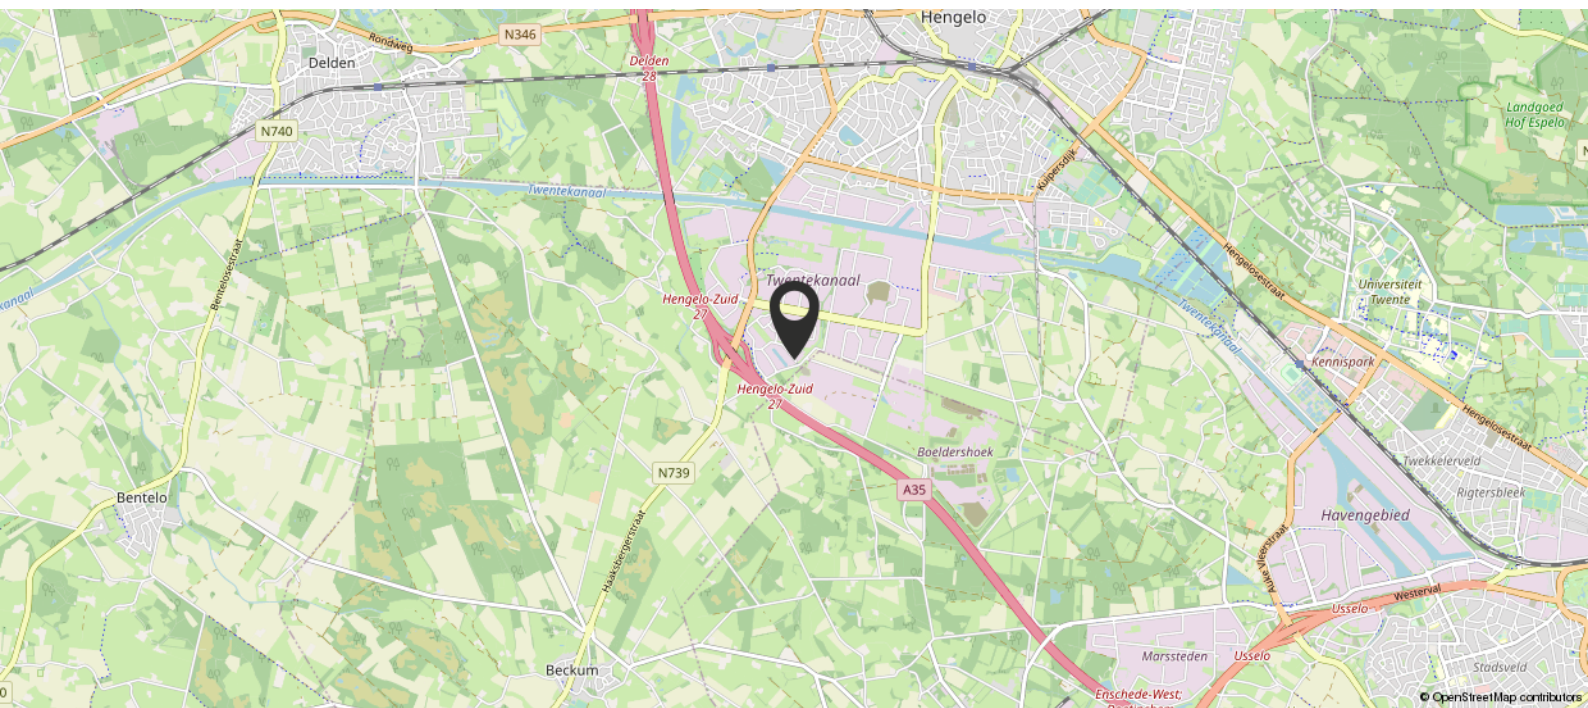 Hengelo
N346
Rondweg
Delden
Delden
28
N740
Landgoed
Hof Espelo
N
Kuipersdijk
Twentekanaal
Bentelosestraat
Hengelosestraat
Twentekanaal
Universiteit
Twente
kanaal
Hengelo-Zuid
27
Twentekanaal
Kennispark
Hengelo-Zuid
27
Hengelosestraat
Boeldershoek
Twekkelerveld
N739
A35
Rigtersbleek
Bentelo
Havengebied
Haaksbergerstraat
Auke Vleerstraat
Westerval
Usselo
Marssteden
Usselo
Beckum
Stadsveld
0
Enschede-West;
© OpenStreetMap contributors